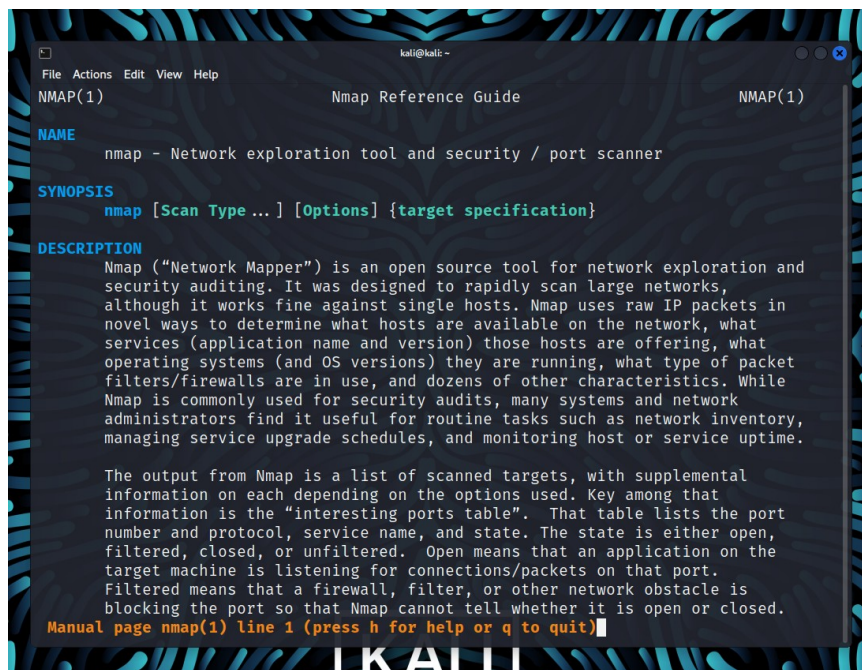 kali@kali: ~
File Actions Edit View Help
NMAP(1) Nmap Reference Guide NMAP(1)
NAME
nmap - Network exploration tool and security / port scanner
SYNOPSIS
nmap [Scan Type...] [Options] {target specification}
DESCRIPTION
Nmap (“Network Mapper”) is an open source tool for network exploration and
security auditing. It was designed to rapidly scan large networks,
although it works fine against single hosts. Nmap uses raw IP packets in
novel ways to determine what hosts are available on the network, what
services (application name and version) those hosts are offering, what
operating systems (and OS versions) they are running, what type of packet
filters/firewalls are in use, and dozens of other characteristics. While
Nmap is commonly used for security audits, many systems and network
administrators find it useful for routine tasks such as network inventory,
managing service upgrade schedules, and monitoring host or service uptime.
The output from Nmap is a list of scanned targets, with supplemental
information on each depending on the options used. Key among that
information is the “interesting ports table”. That table lists the port
number and protocol, service name, and state. The state is either open,
filtered, closed, or unfiltered. Open means that an application on the
target machine is listening for connections/packets on that port.
Filtered means that a firewall, filter, or other network obstacle is
blocking the port so that Nmap cannot tell whether it is open or closed.
Manual page nmap(1) line 1 (press h for help or q to quit)
KALI